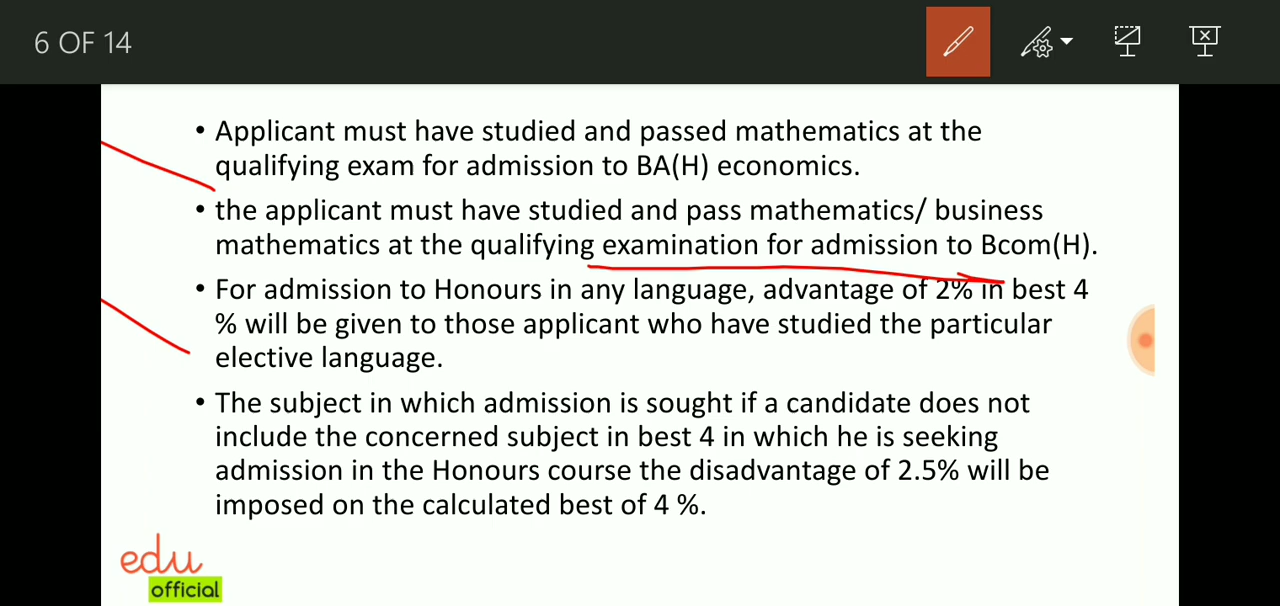 6 OF 14
• Applicant must have studied and passed mathematics at the
qualifying exam for admission to BA(H) economics.
• the applicant must have studied and pass mathematics/ business
mathematics at the qualifying examination for admission to Bcom(H).
• For admission to Honours in any language, advantage of 2% in best 4
% will be given to those applicant who have studied the particular
elective language.
• The subject in which admission is sought if a candidate does not
include the concerned subject in best 4 in which he is seeking
admission in the Honours course the disadvantage of 2.5% will be
imposed on the calculated best of 4 %.
edu
official